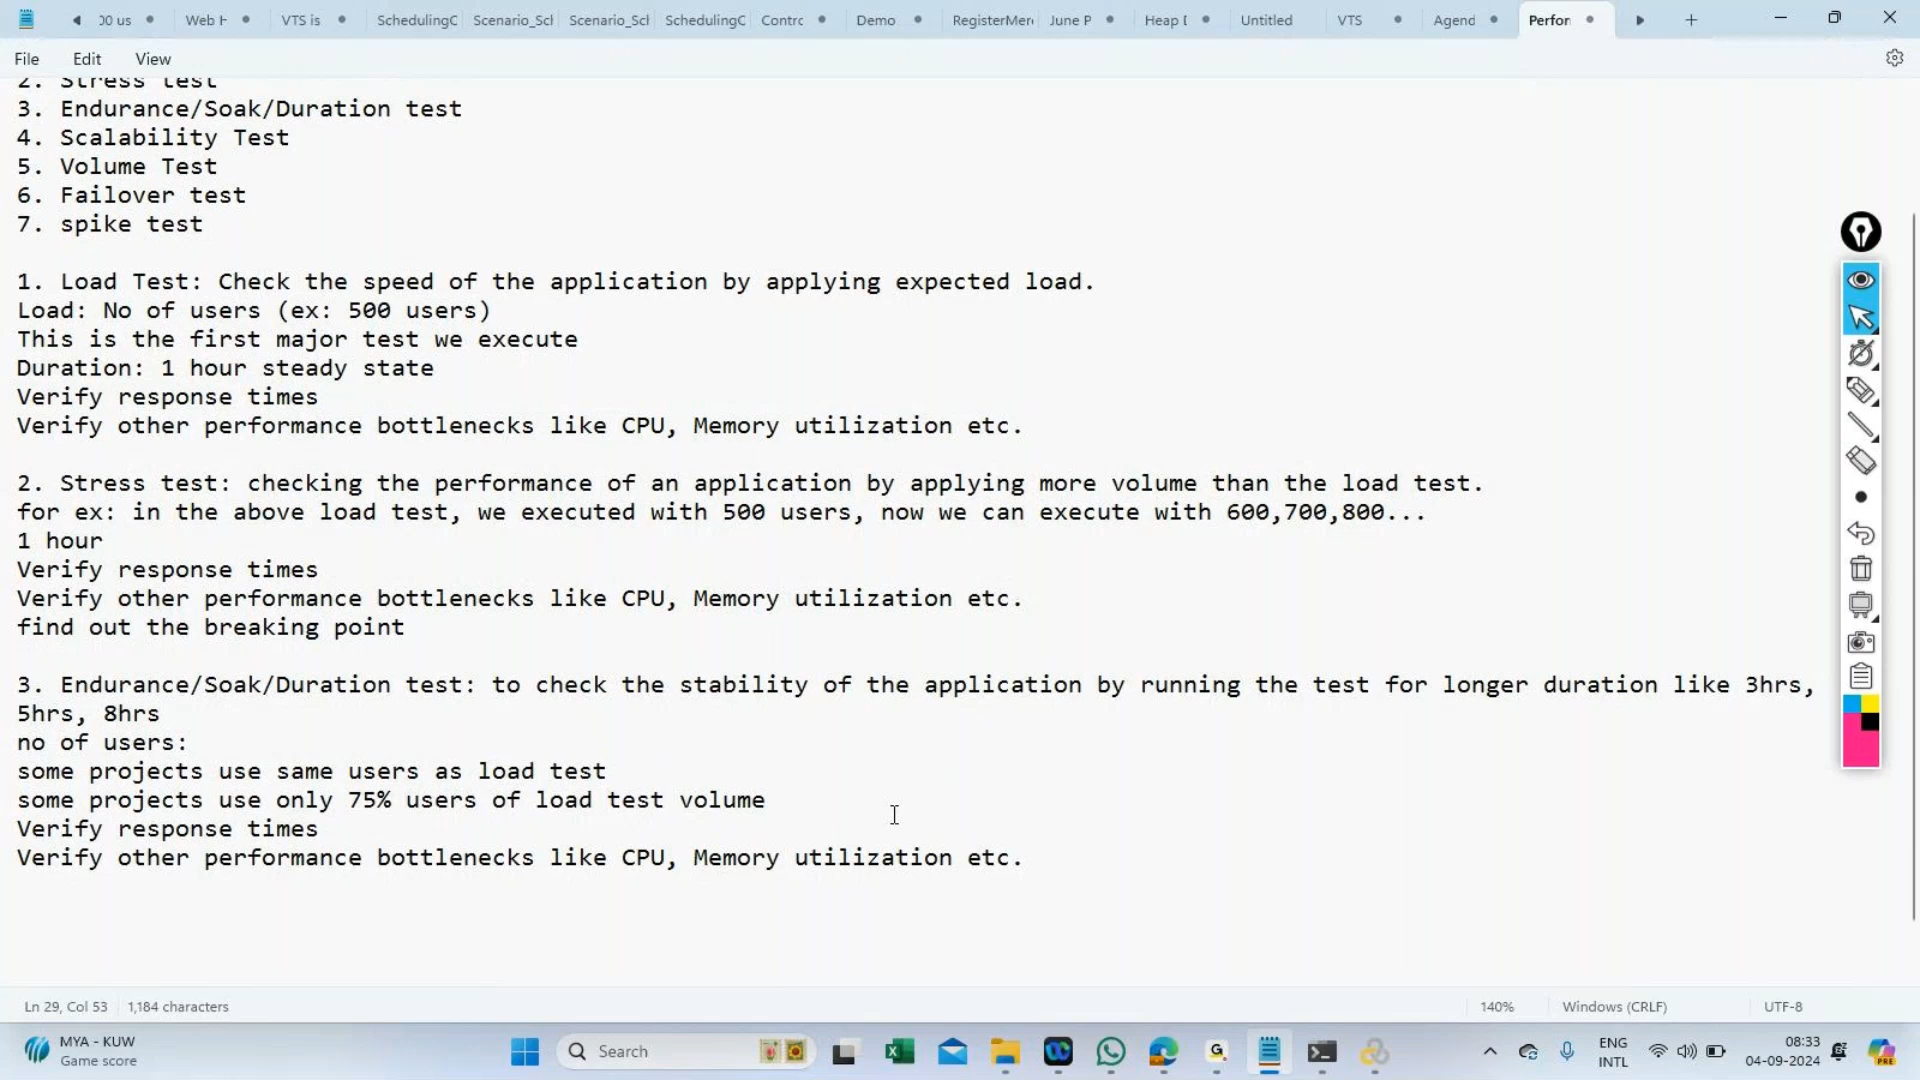 00 us
Web H
VTS is
SchedulingC
Scenario_Scl
Scenario_Scl
SchedulingC
Contrc
Demo
RegisterMer
June P
Heap D
Untitled
VTS
Agend
Perfor
File Edit View
2. Stress test
3. Endurance/Soak/Duration test
4. Scalability Test
5. Volume Test
6. Failover test
7. spike test
1. Load Test: Check the speed of the application by applying expected load.
Load: No of users (ex: 500 users)
This is the first major test we execute
Duration: 1 hour steady state
Verify response times
Verify other performance bottlenecks like CPU, Memory utilization etc.
2. Stress test: checking the performance of an application by applying more volume than the load test.
for ex: in the above load test, we executed with 500 users, now we can execute with 600,700,800...
1 hour
Verify response times
Verify other performance bottlenecks like CPU, Memory utilization etc.
find out the breaking point
3. Endurance/Soak/Duration test: to check the stability of the application by running the test for longer duration like 3hrs,
5hrs, 8hrs
no of users:
some projects use same users as load test
some projects use only 75% users of load test volume
Verify response times
Verify other performance bottlenecks like CPU, Memory utilization etc.
Ln 29, Col 53 1,184 characters 140% Windows (CRLF) UTF-8
MYA - KUW
Game score
Search
ENG
INTL
08:33
04-09-2024
PRE